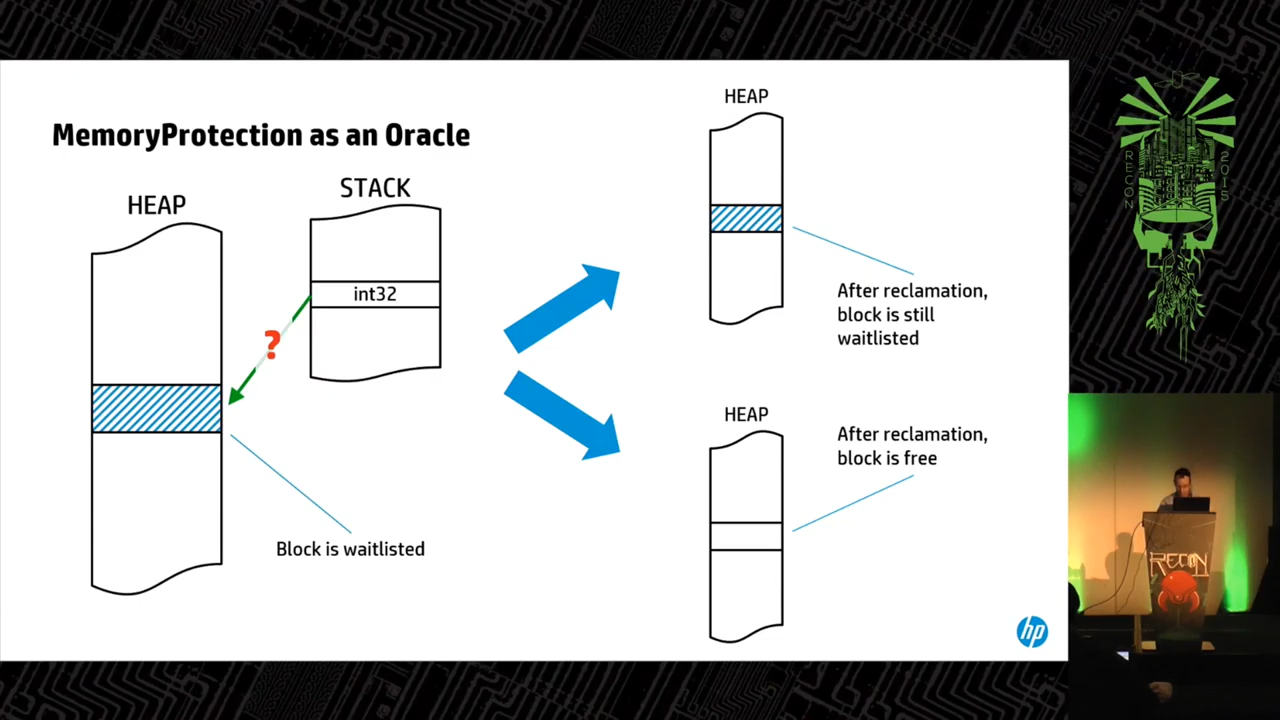 MemoryProtection as an Oracle
HEAP
STACK
int32
?
Block is waitlisted
HEAP
After reclamation,
block is still
waitlisted
HEAP
After reclamation,
block is free
hp
RECON
2015
RECON